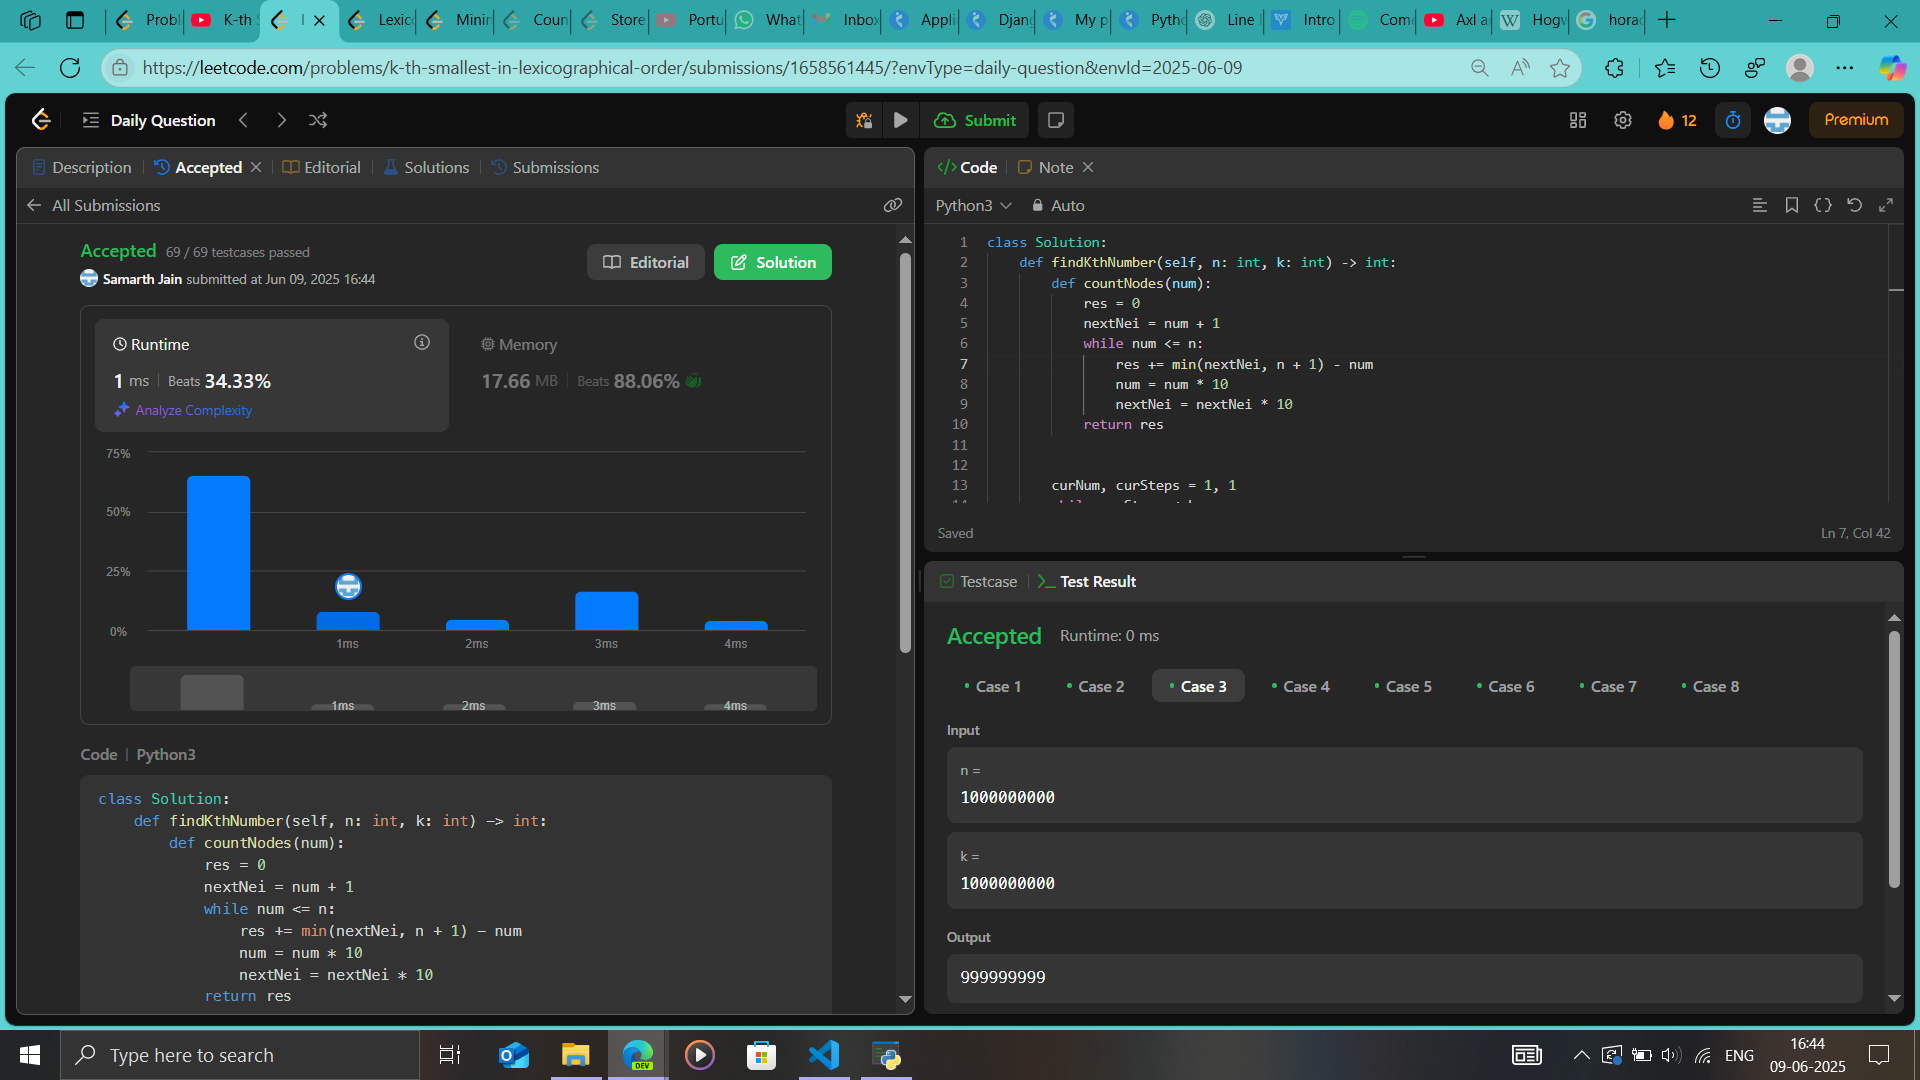 Probl
K-th S
Lexico
Minin
Coun
Store
Portu
What
Inbox
Appli
Djang
My p
Pytho
Line
Intro
Come
Axl a
Hogw
horac
https://leetcode.com/problems/k-th-smallest-in-lexicographical-order/submissions/1658561445/?envType=daily-question&envId=2025-06-09
Daily Question
Submit
12
Premium
Description
Accepted
Editorial
Solutions
Submissions
All Submissions
Accepted 69 / 69 testcases passed
Samarth Jain submitted at Jun 09, 2025 16:44
Editorial
Solution
Runtime
1 ms Beats 34.33%
Analyze Complexity
Memory
17.66 MB Beats 88.06%
75%
50%
25%
0%
1ms 2ms 3ms 4ms
1ms 2ms 3ms 4ms
Code | Python3
class Solution:
def findKthNumber(self, n: int, k: int) -> int:
def countNodes(num):
res = 0
nextNei = num + 1
while num <= n:
res += min(nextNei, n + 1) - num
num = num * 10
nextNei = nextNei * 10
return res
Code
Note
Python3
Auto
1 class Solution:
2 def findKthNumber(self, n: int, k: int) -> int:
3 def countNodes(num):
4 res = 0
5 nextNei = num + 1
6 while num <= n:
7 res += min(nextNei, n + 1) - num
8 num = num * 10
9 nextNei = nextNei * 10
10 return res
11
12
13 curNum, curSteps = 1, 1
Saved
Ln 7, Col 42
Testcase
Test Result
Accepted Runtime: 0 ms
Case 1
Case 2
Case 3
Case 4
Case 5
Case 6
Case 7
Case 8
Input
n =
1000000000
k =
1000000000
Output
999999999
Type here to search
DEV
ENG
16:44
09-06-2025